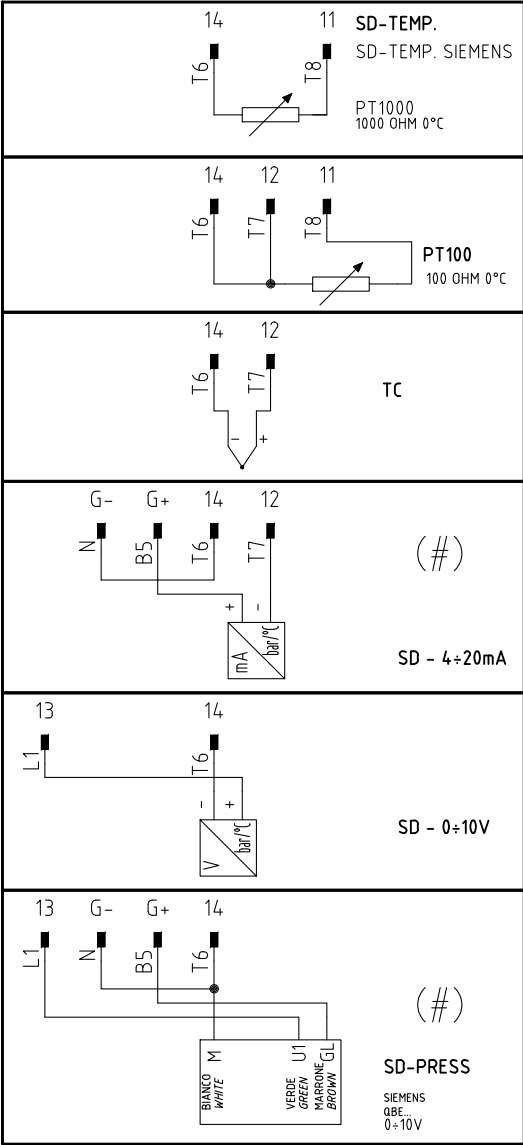 14 11 SD-TEMP.
SD-TEMP. SIEMENS
T6 T8
PT1000
1000 OHM 0°C
14 12 11
T6 T7 T8
PT100
100 OHM 0°C
14 12
T6 T7
TC
- +
G- G+ 14 12
N B5 T6 T7
(#)
+ -
mA bar/°C
SD - 4÷20mA
13 14
L1 T6
- +
V bar/°C
SD - 0÷10V
13 G- G+ 14
L1 N B5 T6
(#)
M U1 GL
BIANCO VERDE MARRONE
WHITE GREEN BROWN
SD-PRESS
SIEMENS
QBE...
0÷10V